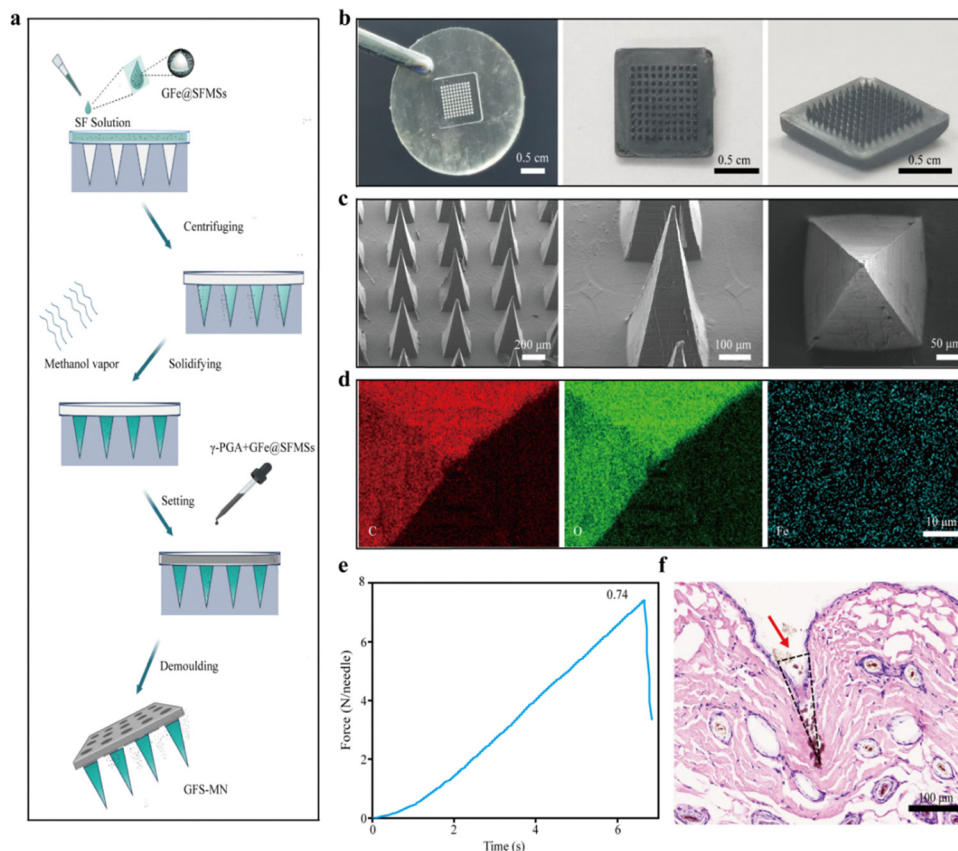 a
GFe@SFMSs
SF Solution
Centrifuging
Methanol vapor
Solidifying
γ-PGA+GFe@SFMSs
Setting
Demoulding
GFS-MN
b
0.5 cm
0.5 cm
0.5 cm
c
200 μm
100 μm
50 μm
d
C
O
Fe
10 μm
e
Force (N/needle)
8
6
4
2
0
0.74
0
2
4
6
Time (s)
f
100 μm